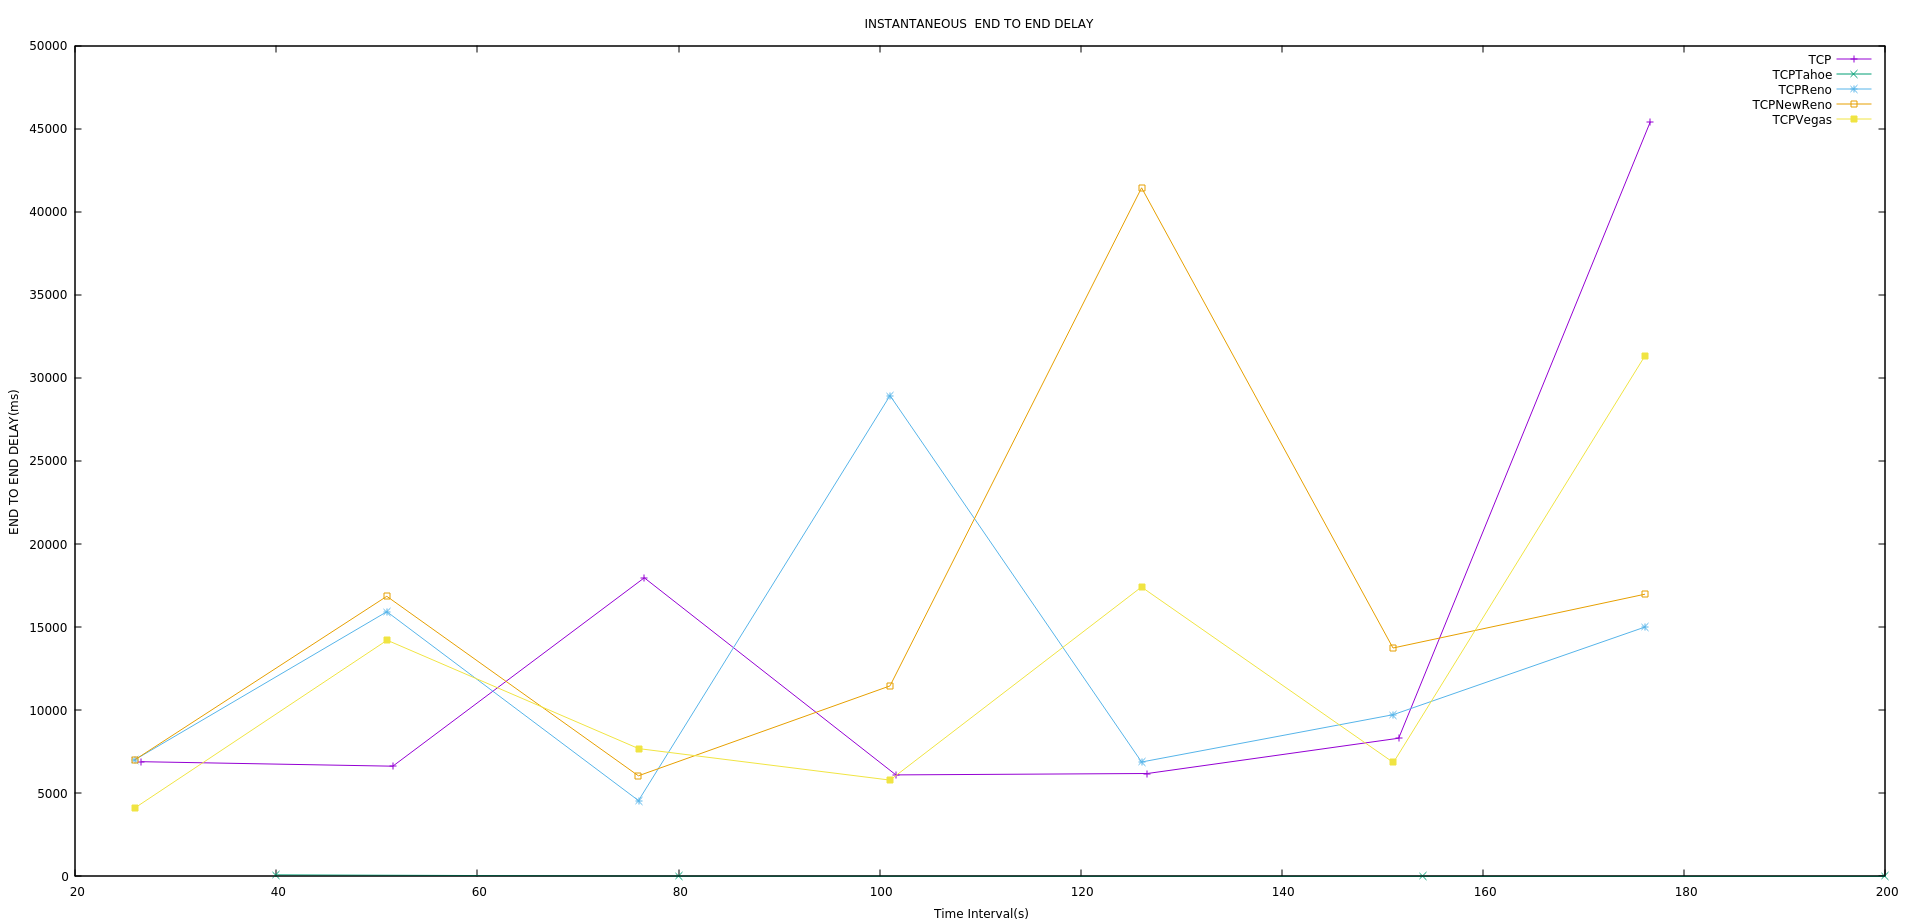 INSTANTANEOUS  END TO END DELAY
50000
45000
40000
35000
30000
25000
20000
15000
10000
5000
0
END TO END DELAY(ms)
TCP
TCPTahoe
TCPReno
TCPNewReno
TCPVegas
20 40 60 80 100 120 140 160 180 200
Time Interval(s)